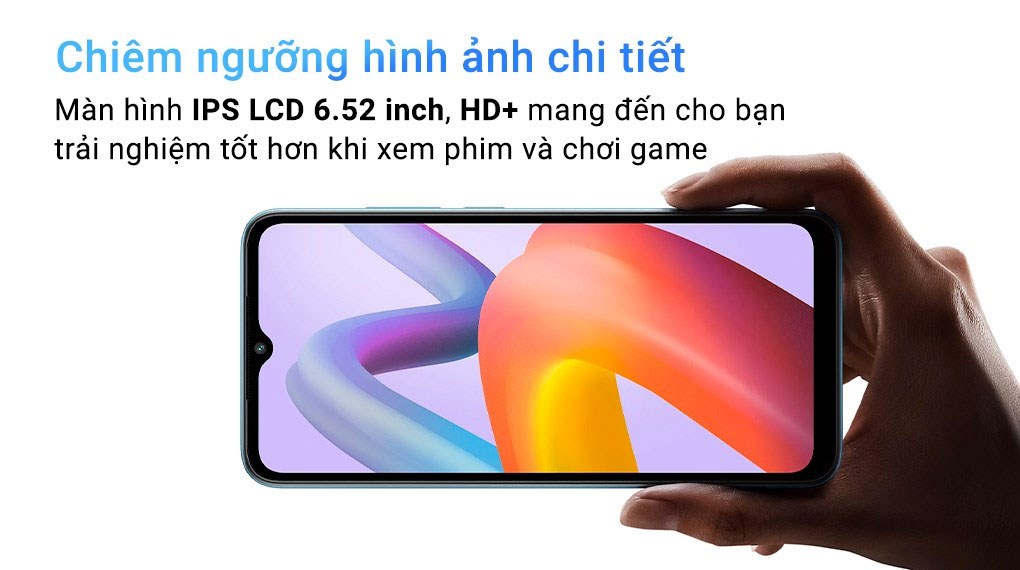 Chiêm ngưỡng hình ảnh chi tiết
Màn hình IPS LCD 6.52 inch, HD+ mang đến cho bạn
trải nghiệm tốt hơn khi xem phim và chơi game